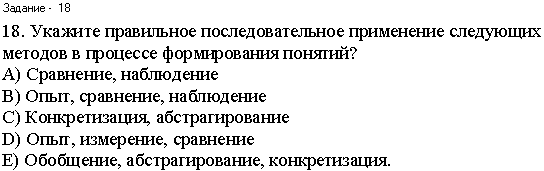 Задание - 18
18. Укажите правильное последовательное применение следующих
методов в процессе формирования понятий?
A) Сравнение, наблюдение
B) Опыт, сравнение, наблюдение
C) Конкретизация, абстрагирование
D) Опыт, измерение, сравнение
E) Обобщение, абстрагирование, конкретизация.